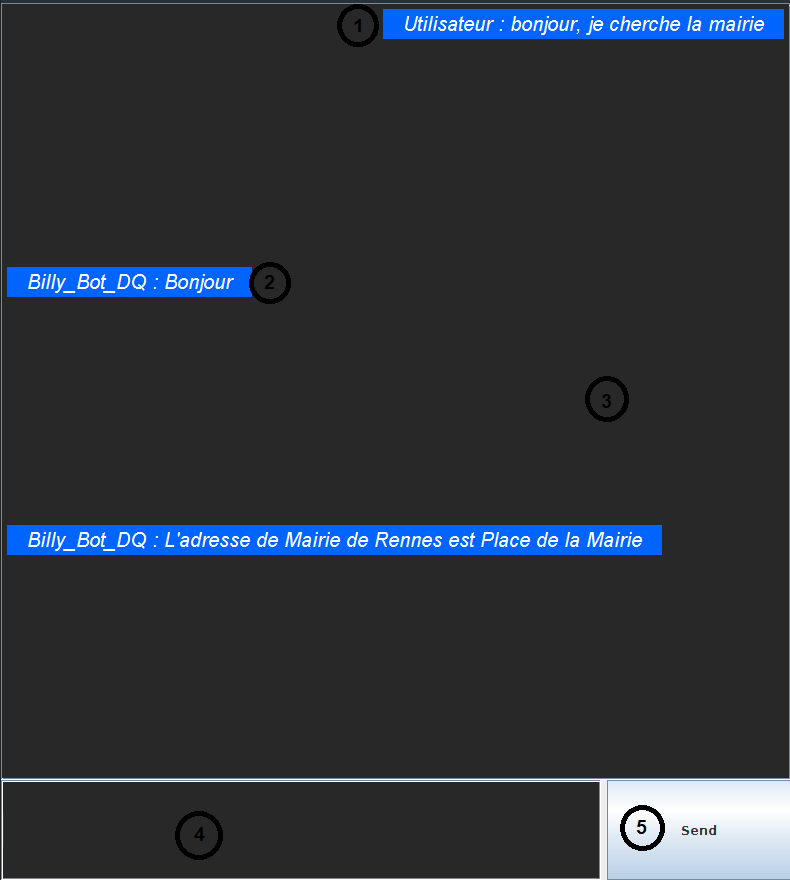 1 Utilisateur : bonjour, je cherche la mairie
Billy_Bot_DQ : Bonjour 2
3
Billy_Bot_DQ : L'adresse de Mairie de Rennes est Place de la Mairie
4
5 Send